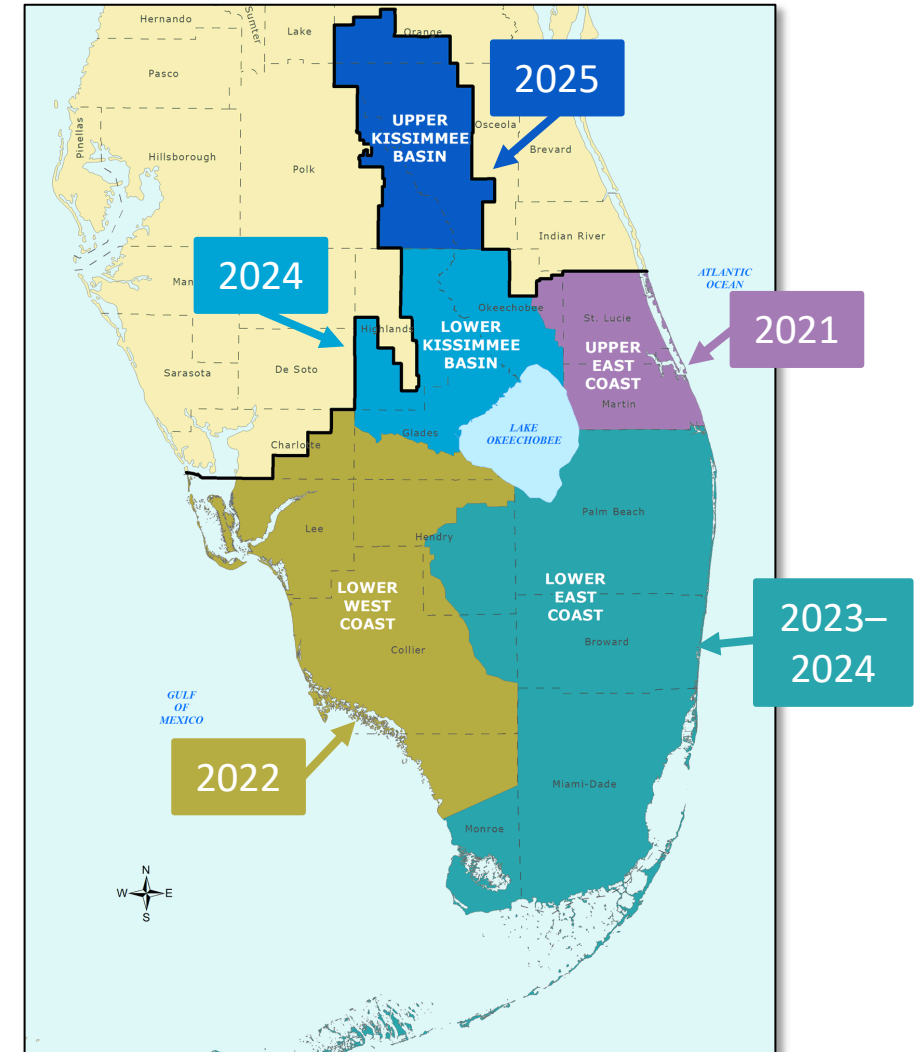 Hernando
Sumter
Lake
Orange
2025
Pasco
Pinellas
UPPER
KISSIMMEE
BASIN
Osceola
Brevard
Hillsborough
Polk
Indian River
2024
Man
ATLANTIC
OCEAN
Okeechobee
St. Lucie
2021
Highlands
LOWER
KISSIMMEE
BASIN
UPPER
EAST
COAST
Sarasota
De Soto
Martin
Charlotte
Glades
LAKE
OKEECHOBEE
Palm Beach
Lee
Hendry
LOWER
WEST
COAST
LOWER
EAST
COAST
2023–
2024
Collier
Broward
GULF
OF
MEXICO
2022
Miami-Dade
Monroe
N
W
E
S